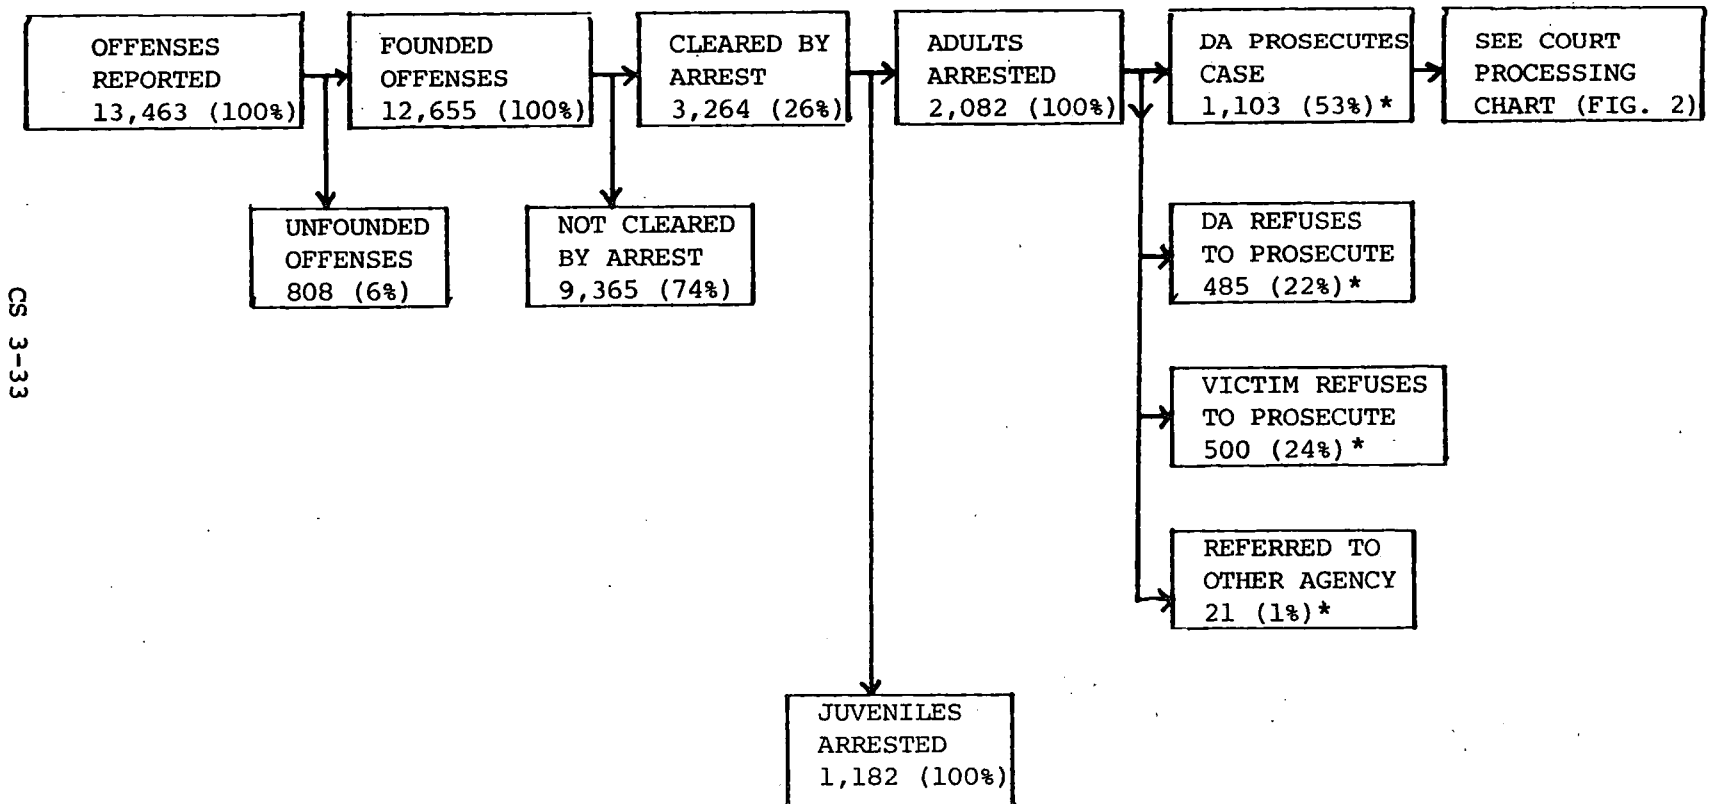 OFFENSES
REPORTED
13,463 (100%)
FOUNDED
OFFENSES
12,655 (100%)
CLEARED BY
ARREST
3,264 (26%)
ADULTS
ARRESTED
2,082 (100%)
DA PROSECUTES
CASE
1,103 (53%)*
SEE COURT
PROCESSING
CHART (FIG. 2)
UNFOUNDED
OFFENSES
808 (6%)
NOT CLEARED
BY ARREST
9,365 (74%)
DA REFUSES
TO PROSECUTE
485 (22%)*
VICTIM REFUSES
TO PROSECUTE
500 (24%)*
REFERRED TO
OTHER AGENCY
21 (1%)*
JUVENILES
ARRESTED
1,182 (100%)
CS 3-33